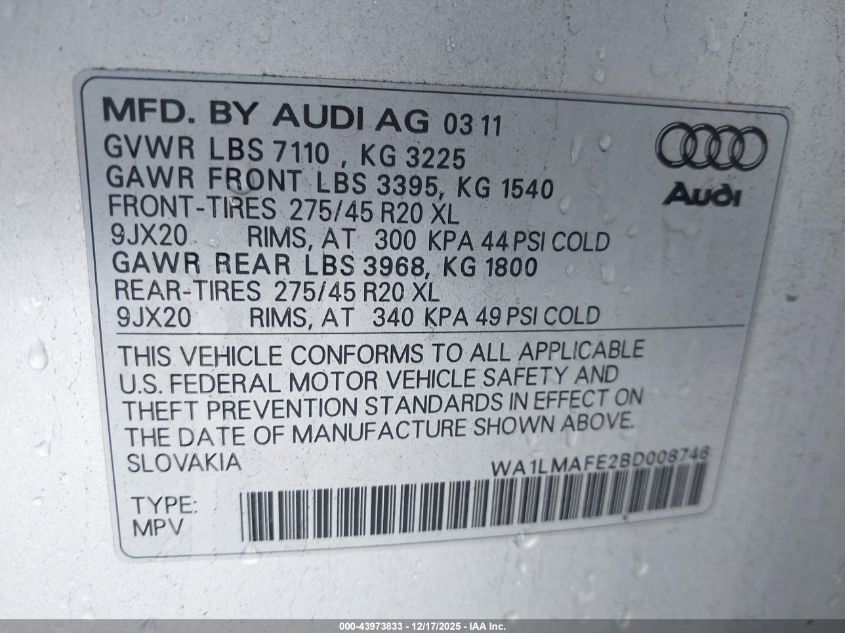 MFD. BY AUDI AG 03 11
GVWR LBS 7110 , KG 3225
GAWR FRONT LBS 3395, KG 1540
FRONT-TIRES 275/45 R20 XL
9JX20 RIMS, AT 300 KPA 44 PSI COLD
GAWR REAR LBS 3968, KG 1800
REAR-TIRES 275/45 R20 XL
9JX20 RIMS, AT 340 KPA 49 PSI COLD
Audi
THIS VEHICLE CONFORMS TO ALL APPLICABLE
U.S. FEDERAL MOTOR VEHICLE SAFETY AND
THEFT PREVENTION STANDARDS IN EFFECT ON
THE DATE OF MANUFACTURE SHOWN ABOVE.
SLOVAKIA WA1LMAFE2BD008746
TYPE:
MPV
000-43973833 - 12/17/2025 - IAA Inc.